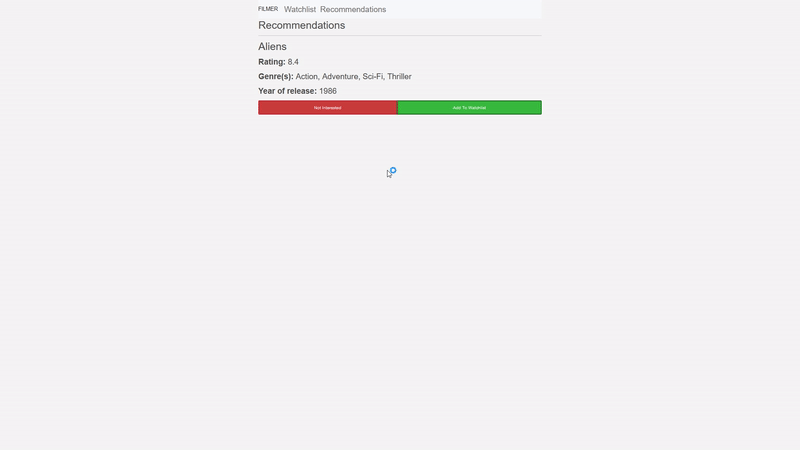 FILMER Watchlist Recommendations
Recommendations
Aliens
Rating: 8.4
Genre(s): Action, Adventure, Sci-Fi, Thriller
Year of release: 1986
Not Interested Add To Watchlist